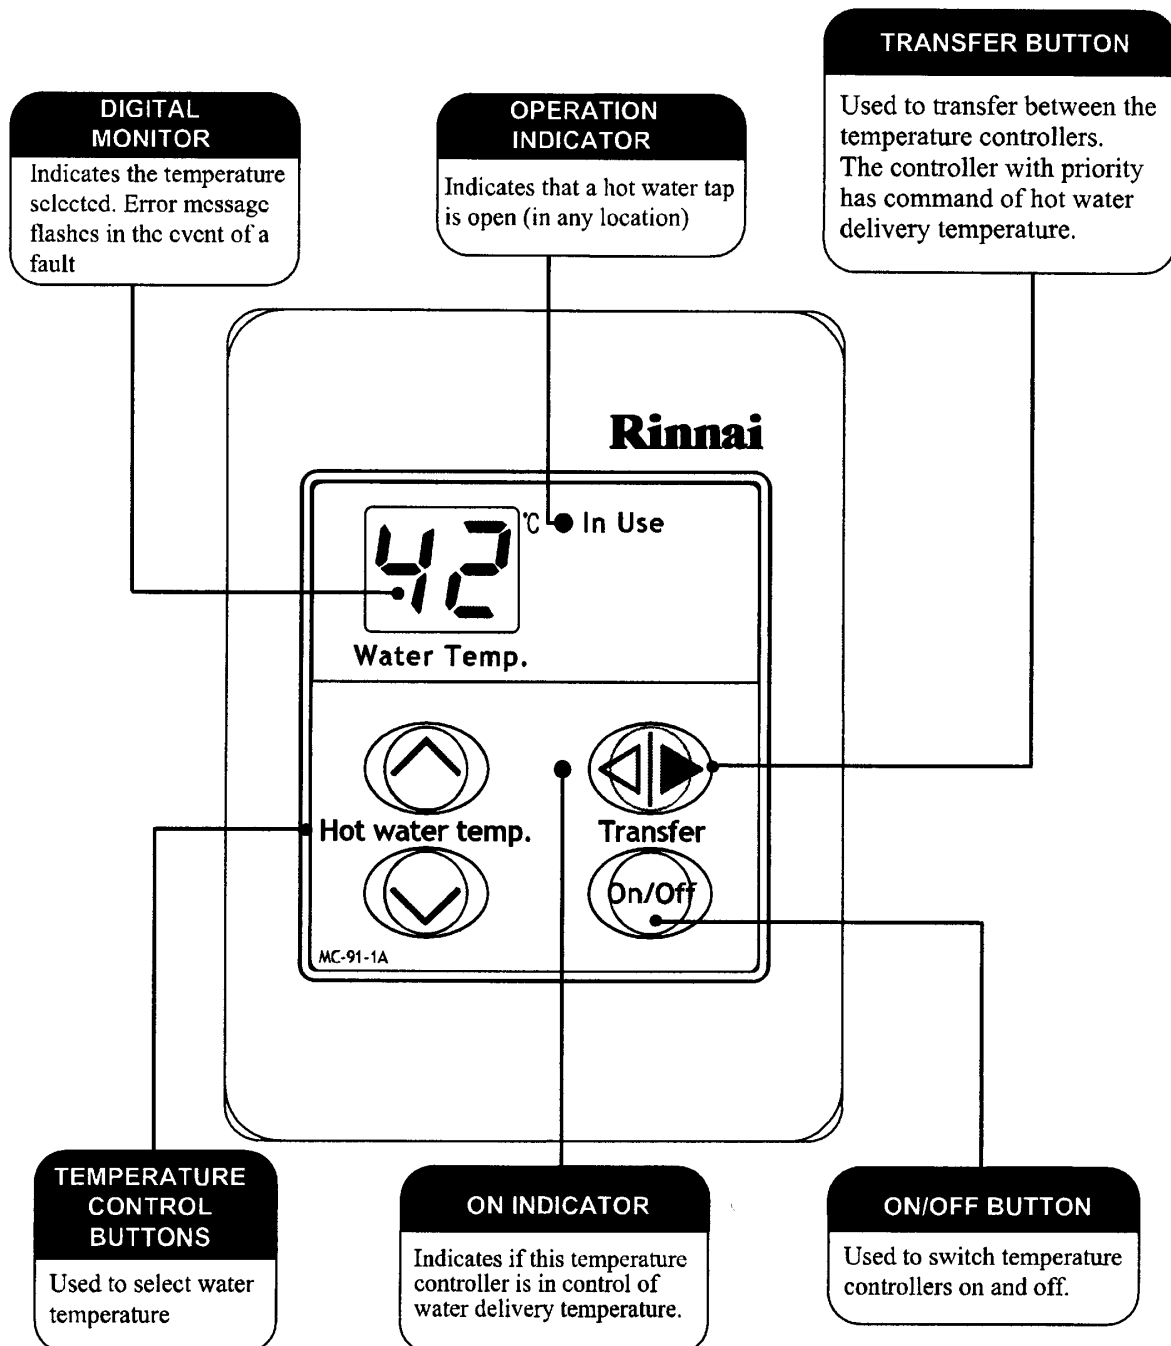 TRANSFER BUTTON
Used to transfer between the
temperature controllers.
The controller with priority
has command of hot water
delivery temperature.
DIGITAL
MONITOR
Indicates the temperature
selected. Error message
flashes in the event of a
fault
OPERATION
INDICATOR
Indicates that a hot water tap
is open (in any location)
Rinnai
42
°C
In Use
Water Temp.
Hot water temp.
Transfer
On/Off
MC-91-1A
TEMPERATURE
CONTROL
BUTTONS
Used to select water
temperature
ON INDICATOR
Indicates if this temperature
controller is in control of
water delivery temperature.
ON/OFF BUTTON
Used to switch temperature
controllers on and off.